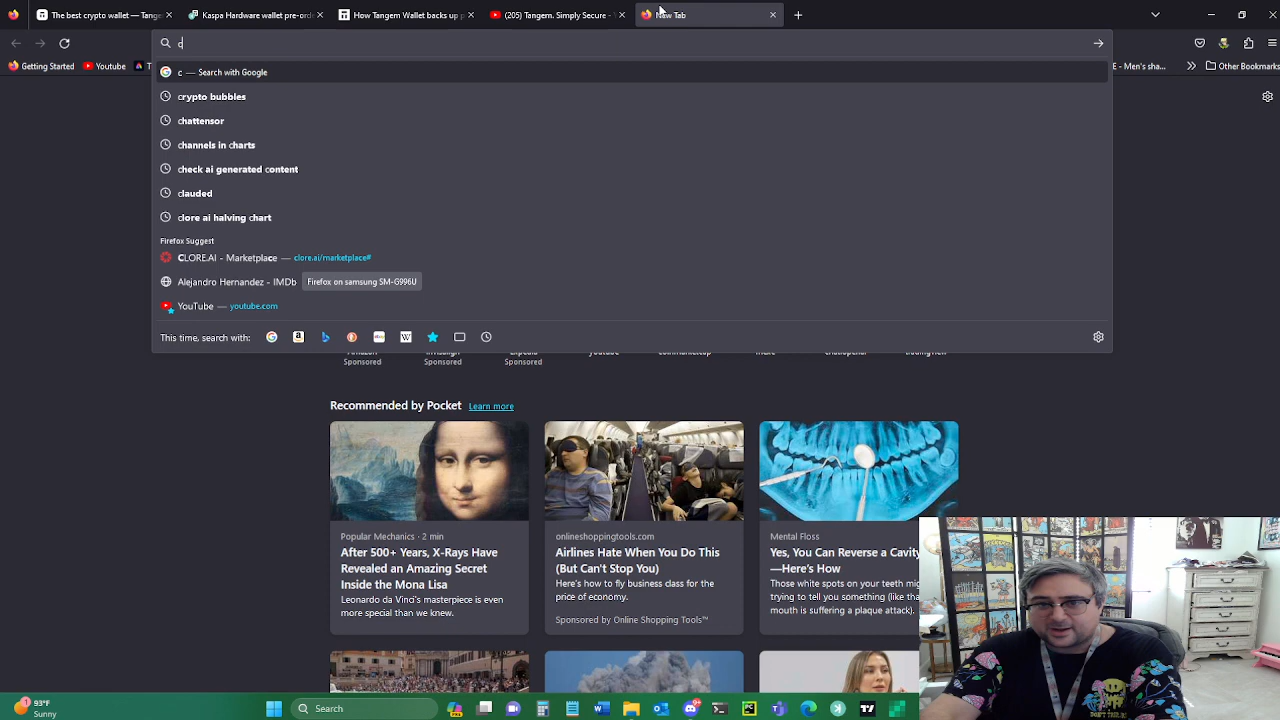 The best crypto wallet — Tangem
Kaspa Hardware wallet pre-ord
How Tangem Wallet backs up p
(205) Tangem. Simply Secure -
New Tab
c
Getting Started
Youtube
T
E - Men's sha...
Other Bookmarks
c — Search with Google
crypto bubbles
chattensor
channels in charts
check ai generated content
clauded
clore ai halving chart
Firefox Suggest
CLORE.AI - Marketplace — clore.ai/marketplace#
Alejandro Hernandez - IMDb Firefox on samsung SM-G996U
YouTube — youtube.com
This time, search with:
Sponsored
Sponsored
Sponsored
Recommended by Pocket Learn more
Popular Mechanics · 2 min
After 500+ Years, X-Rays Have
Revealed an Amazing Secret
Inside the Mona Lisa
Leonardo da Vinci's masterpiece is even
more special than we knew.
onlineshoppingtools.com
Airlines Hate When You Do This
(But Can't Stop You)
Here's how to fly business class for the
price of economy.
Sponsored by Online Shopping Tools™
Mental Floss
Yes, You Can Reverse a Cavity
—Here's How
Those white spots on your teeth mig
trying to tell you something (like tha
mouth is suffering a plaque attack).
93°F
Sunny
Search